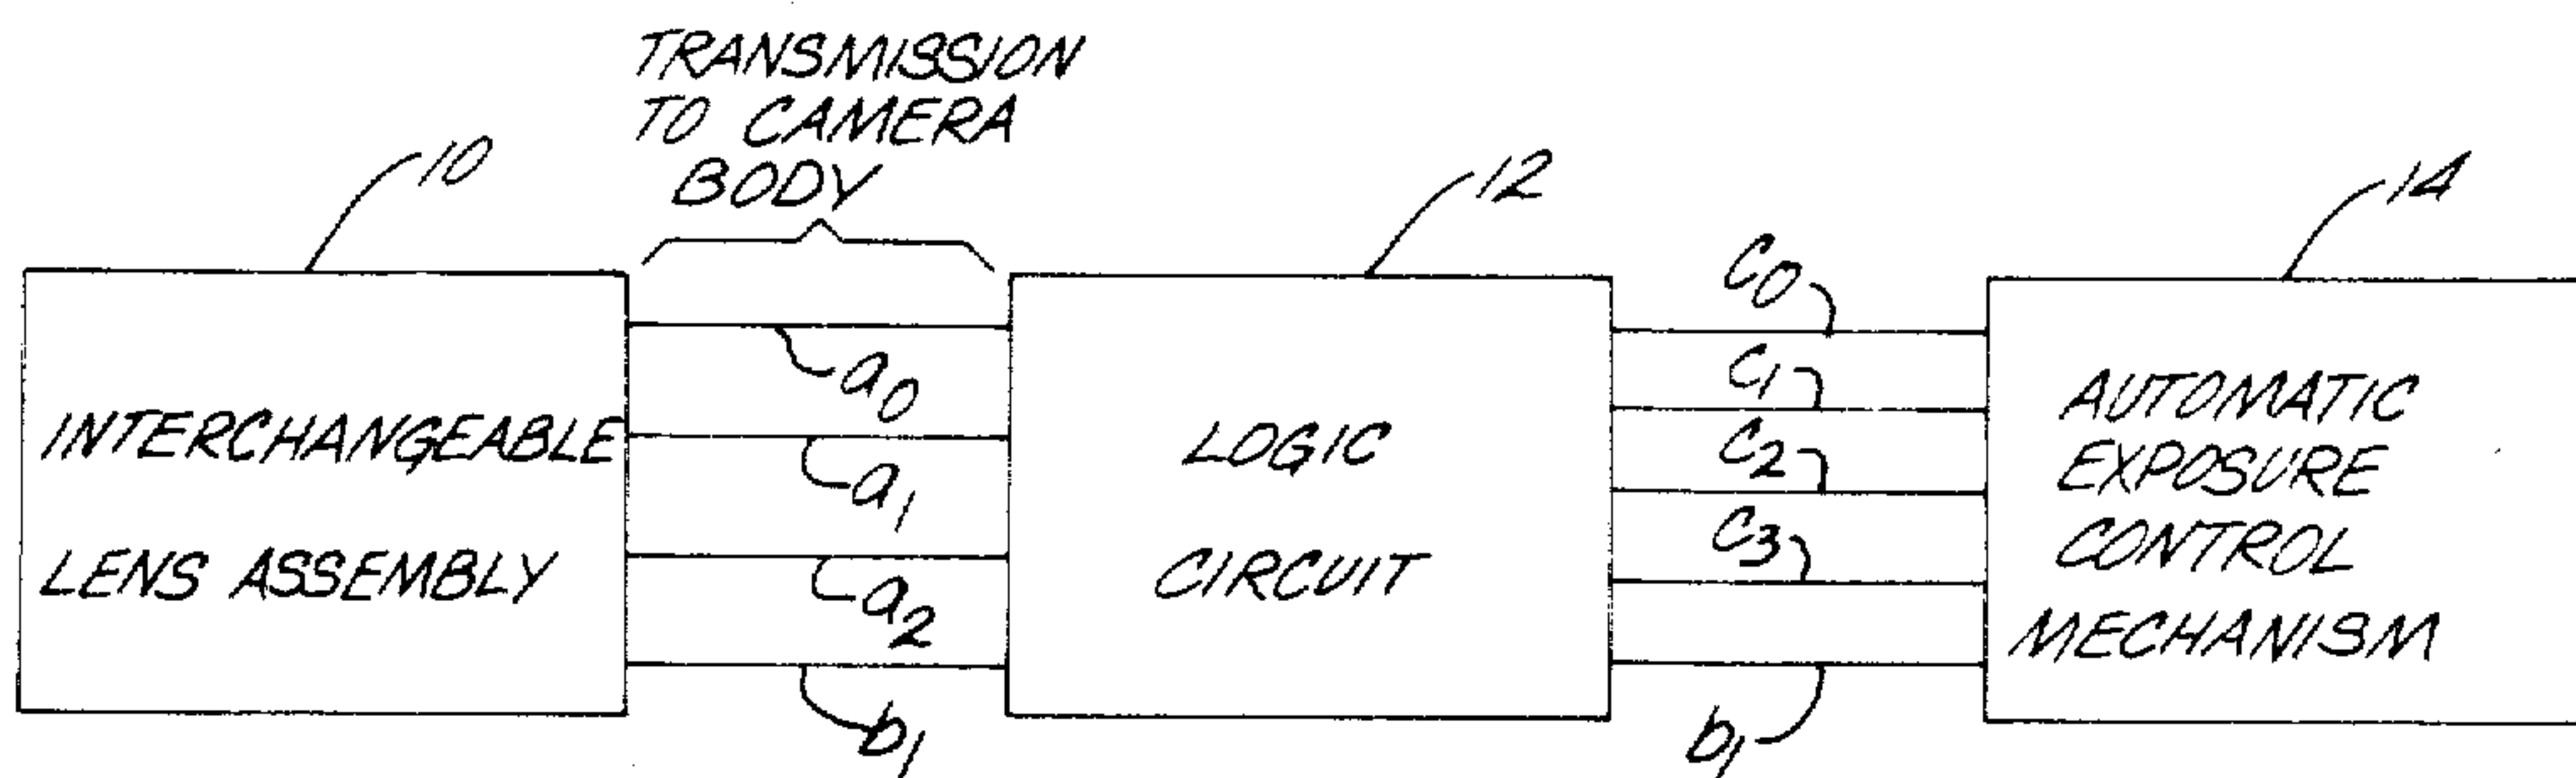 TRANSMISSION
TO CAMERA
BODY
10
12
14
INTERCHANGEABLE
LENS ASSEMBLY
a0
a1
a2
b1
LOGIC
CIRCUIT
c0
c1
c2
c3
b1
AUTOMATIC
EXPOSURE
CONTROL
MECHANISM